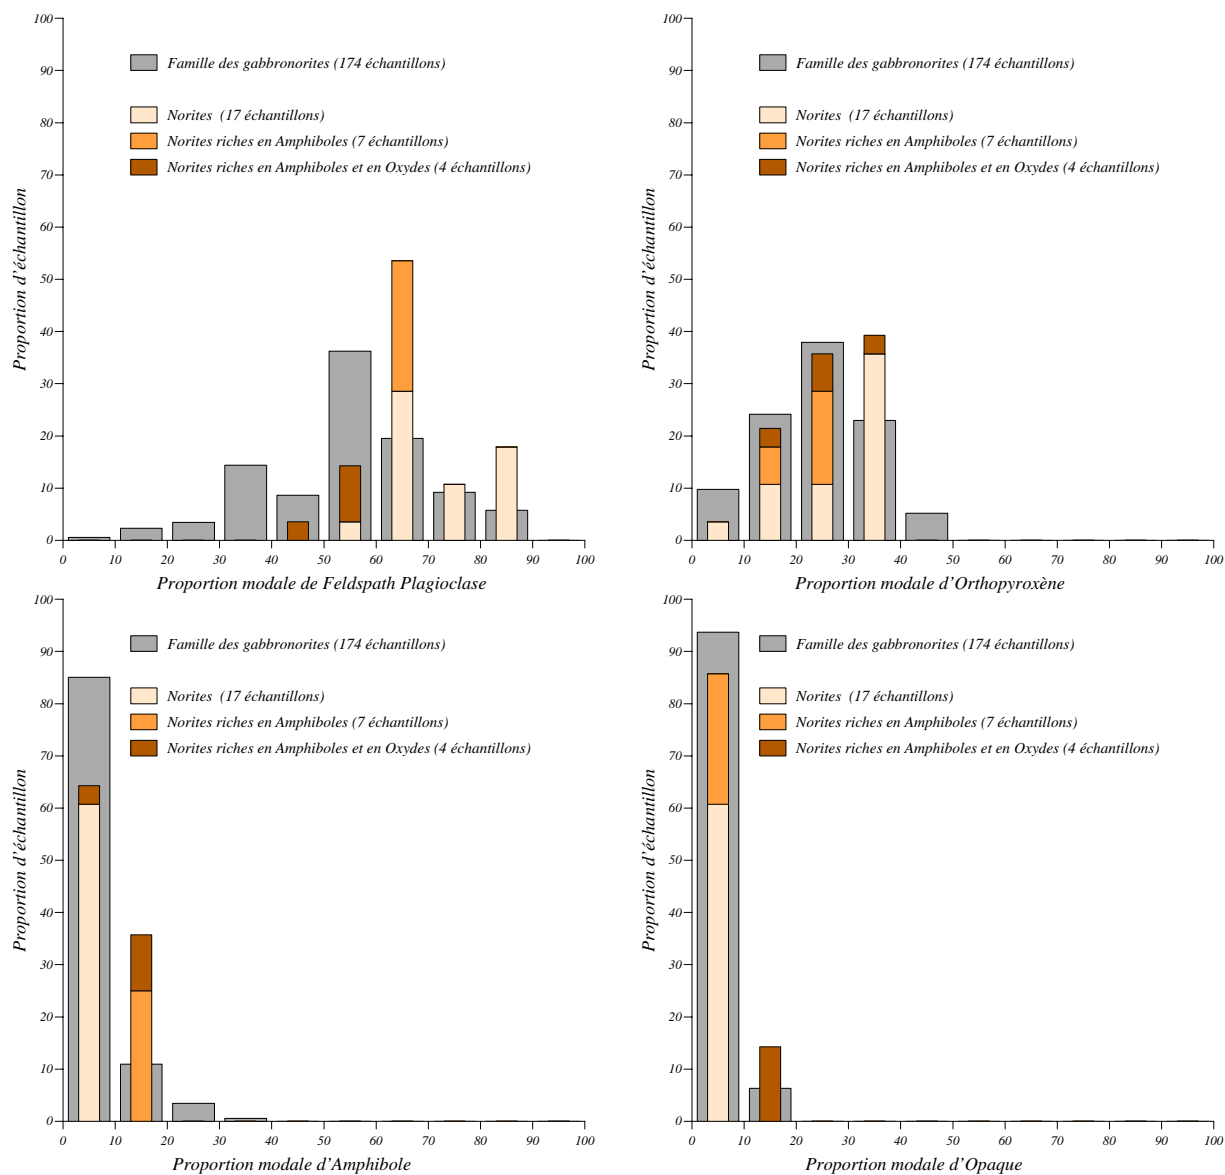 100
90
80
70
60
50
40
30
20
10
0
Proportion d'échantillon
Famille des gabbronorites (174 échantillons)
Norites (17 échantillons)
Norites riches en Amphiboles (7 échantillons)
Norites riches en Amphiboles et en Oxydes (4 échantillons)
0 10 20 30 40 50 60 70 80 90 100
Proportion modale de Feldspath Plagioclase
100
90
80
70
60
50
40
30
20
10
0
Proportion d'échantillon
Famille des gabbronorites (174 échantillons)
Norites (17 échantillons)
Norites riches en Amphiboles (7 échantillons)
Norites riches en Amphiboles et en Oxydes (4 échantillons)
0 10 20 30 40 50 60 70 80 90 100
Proportion modale d'Orthopyroxène
100
90
80
70
60
50
40
30
20
10
0
Proportion d'échantillon
Famille des gabbronorites (174 échantillons)
Norites (17 échantillons)
Norites riches en Amphiboles (7 échantillons)
Norites riches en Amphiboles et en Oxydes (4 échantillons)
0 10 20 30 40 50 60 70 80 90 100
Proportion modale d'Amphibole
100
90
80
70
60
50
40
30
20
10
0
Proportion d'échantillon
Famille des gabbronorites (174 échantillons)
Norites (17 échantillons)
Norites riches en Amphiboles (7 échantillons)
Norites riches en Amphiboles et en Oxydes (4 échantillons)
0 10 20 30 40 50 60 70 80 90 100
Proportion modale d'Opaque